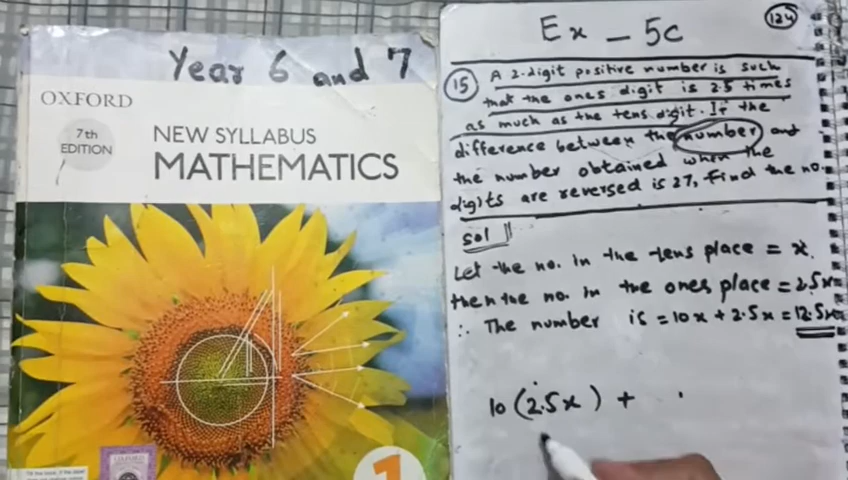 Year 6 and 7
OXFORD
7th
EDITION
NEW SYLLABUS
MATHEMATICS
1
124
Ex - 5C
15 A 2-digit positive number is such
that the ones digit is 2.5 times
as much as the tens digit. If the
difference between the number and
the number obtained when the
digits are reversed is 27, find the no.
sol
Let the no. in the tens place = x.
then the no. in the ones place = 2.5x
∴ The number is = 10x + 2.5x = 12.5x
10 (2.5x) +